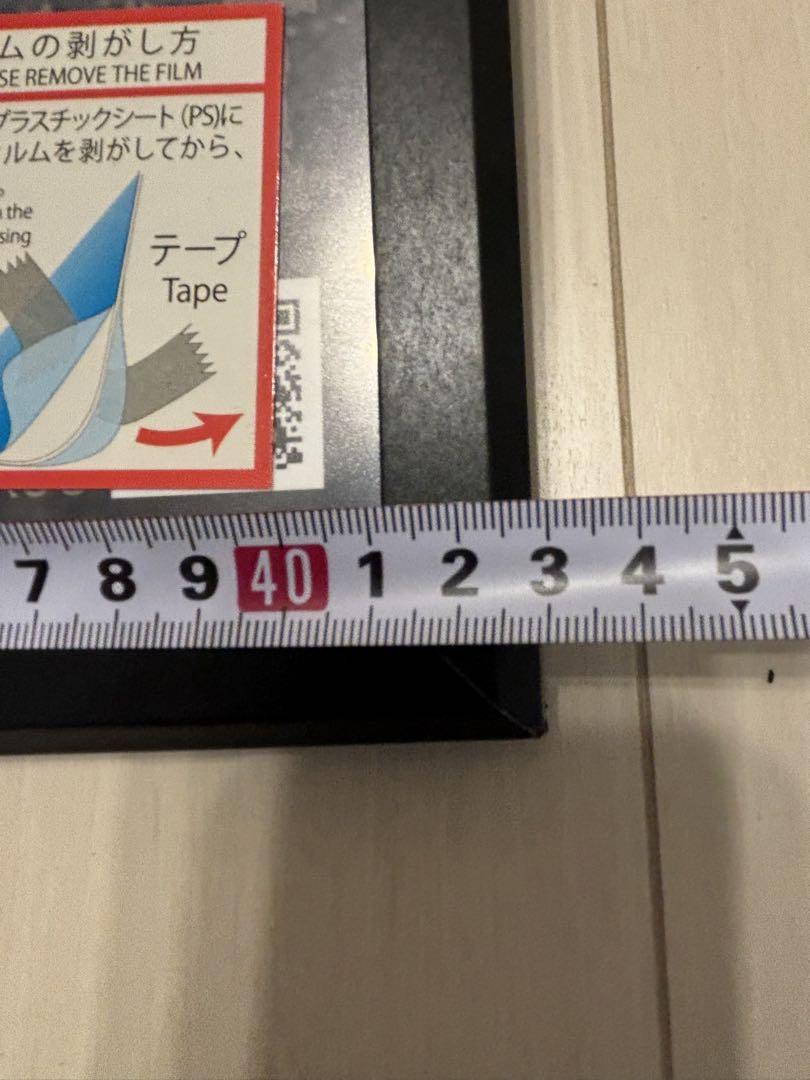 ムの剥がし方
SE REMOVE THE FILM
プラスチックシート(PS)に
ルムを剥がしてから、
the
sing
テープ
Tape
7 8 9 40 1 2 3 4 5